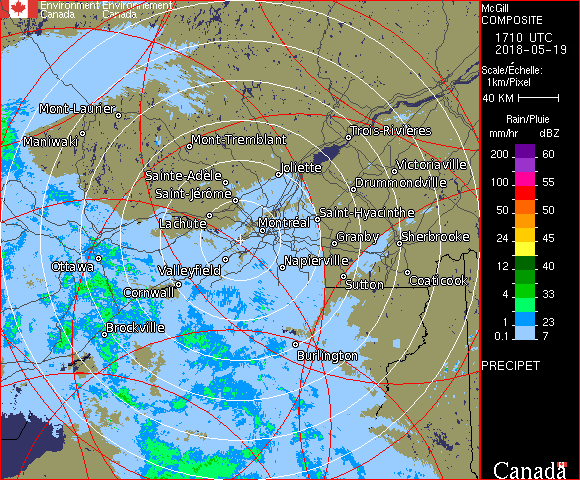 Environment Environnement
Canada Canada
McGill
COMPOSITE
1710 UTC
2018-05-19
Scale/Échelle:
1km/Pixel
40 KM
Rain/Pluie
mm/hr dBZ
200 60
100 55
50 50
24 45
12 40
4 33
1 23
0.1 7
PRECIPET
Canada
Mont-Laurier
Maniwaki
Mont-Tremblant
Trois-Rivières
Sainte-Adèle
Joliette
Victoriaville
Saint-Jérôme
Drummondville
Lachute
Montréal
Saint-Hyacinthe
Granby
Sherbrooke
Ottawa
Valleyfield
Napierville
Cornwall
Sutton
Coaticook
Brockville
Burlington